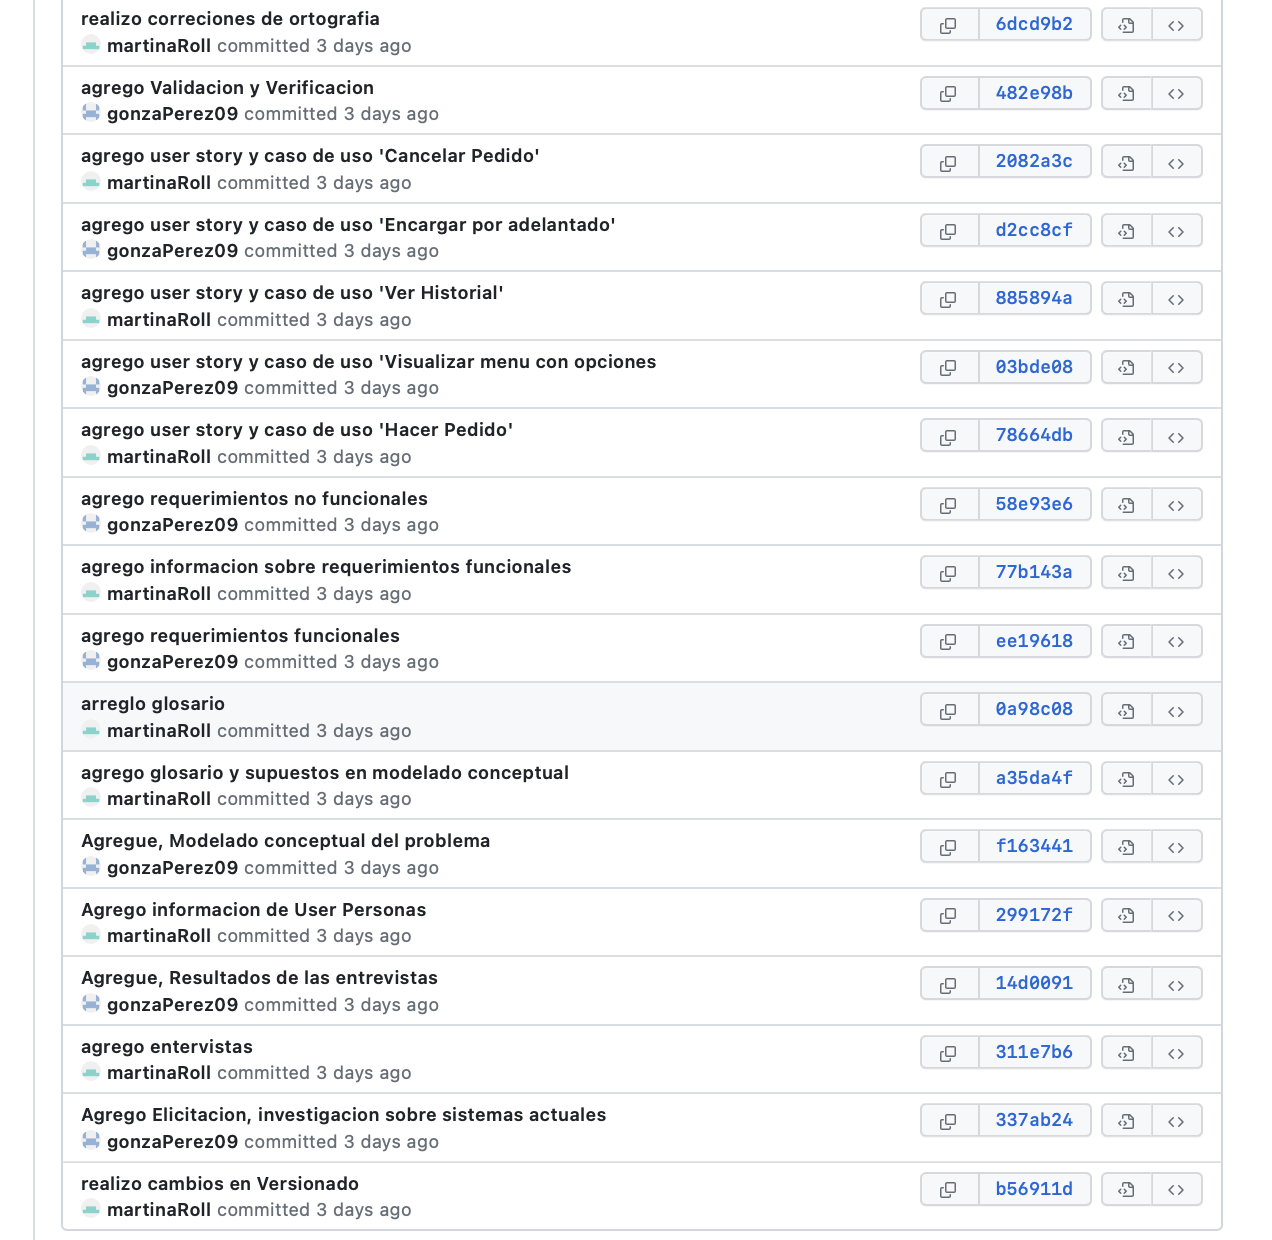 realizo correciones de ortografia
6dcd9b2
martinaRoll committed 3 days ago
agrego Validacion y Verificacion
482e98b
gonzaPerez09 committed 3 days ago
agrego user story y caso de uso 'Cancelar Pedido'
2082a3c
martinaRoll committed 3 days ago
agrego user story y caso de uso 'Encargar por adelantado'
d2cc8cf
gonzaPerez09 committed 3 days ago
agrego user story y caso de uso 'Ver Historial'
885894a
martinaRoll committed 3 days ago
agrego user story y caso de uso 'Visualizar menu con opciones
03bde08
gonzaPerez09 committed 3 days ago
agrego user story y caso de uso 'Hacer Pedido'
78664db
martinaRoll committed 3 days ago
agrego requerimientos no funcionales
58e93e6
gonzaPerez09 committed 3 days ago
agrego informacion sobre requerimientos funcionales
77b143a
martinaRoll committed 3 days ago
agrego requerimientos funcionales
ee19618
gonzaPerez09 committed 3 days ago
arreglo glosario
0a98c08
martinaRoll committed 3 days ago
agrego glosario y supuestos en modelado conceptual
a35da4f
martinaRoll committed 3 days ago
Agregue, Modelado conceptual del problema
f163441
gonzaPerez09 committed 3 days ago
Agrego informacion de User Personas
299172f
martinaRoll committed 3 days ago
Agregue, Resultados de las entrevistas
14d0091
gonzaPerez09 committed 3 days ago
agrego entervistas
311e7b6
martinaRoll committed 3 days ago
Agrego Elicitacion, investigacion sobre sistemas actuales
337ab24
gonzaPerez09 committed 3 days ago
realizo cambios en Versionado
b56911d
martinaRoll committed 3 days ago